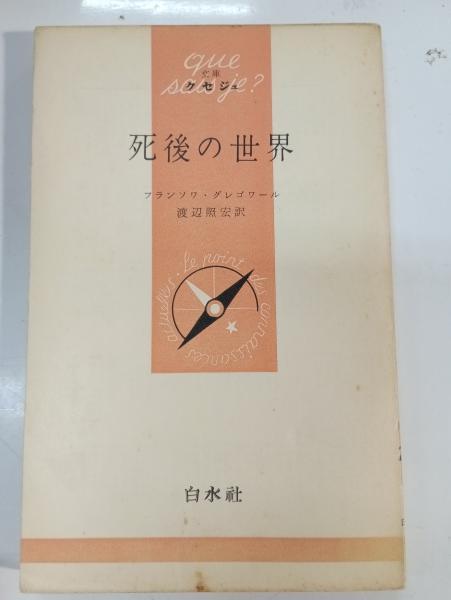 que
sais-je?
文庫
クセジュ
死後の世界
フランソワ・グレゴワール
渡辺照宏訳
Le point des connaissances actuelles
白水社